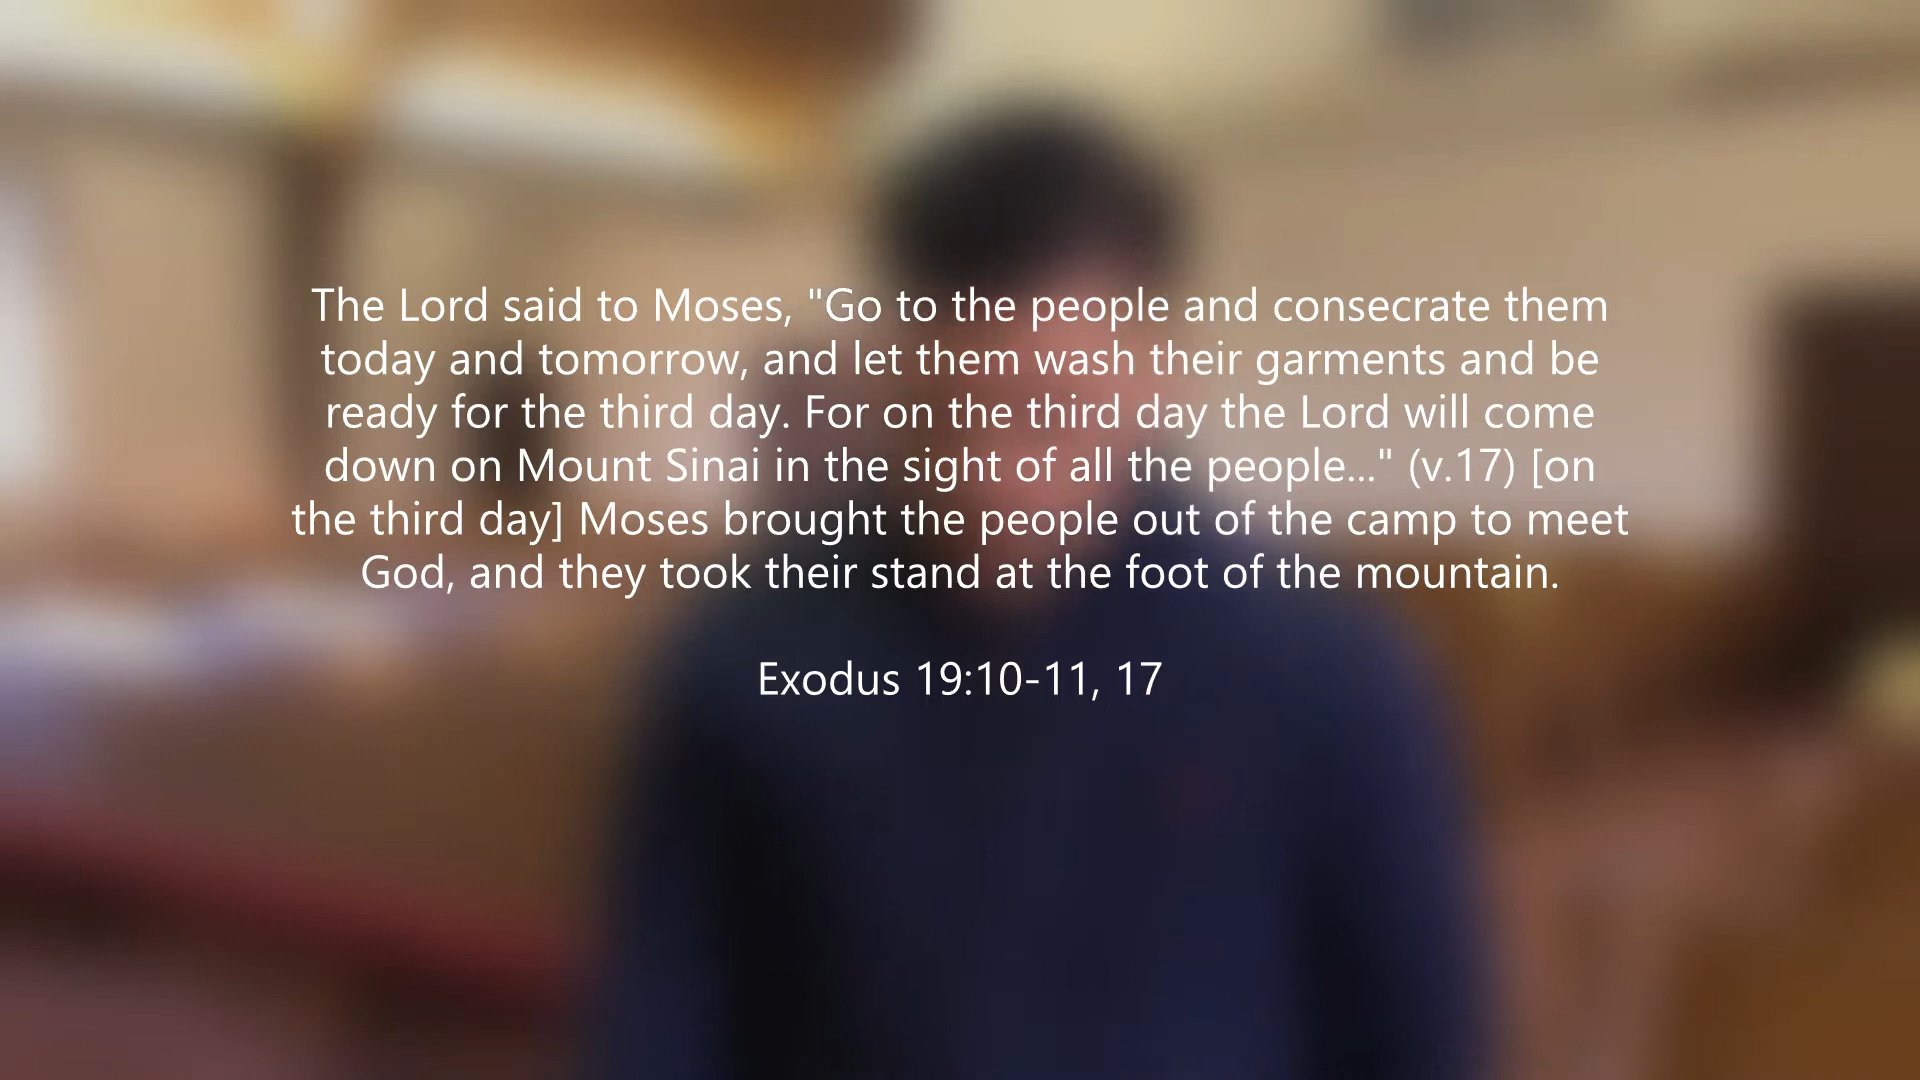 The Lord said to Moses, "Go to the people and consecrate them
today and tomorrow, and let them wash their garments and be
ready for the third day. For on the third day the Lord will come
down on Mount Sinai in the sight of all the people..." (v.17) [on
the third day] Moses brought the people out of the camp to meet
God, and they took their stand at the foot of the mountain.
Exodus 19:10-11, 17